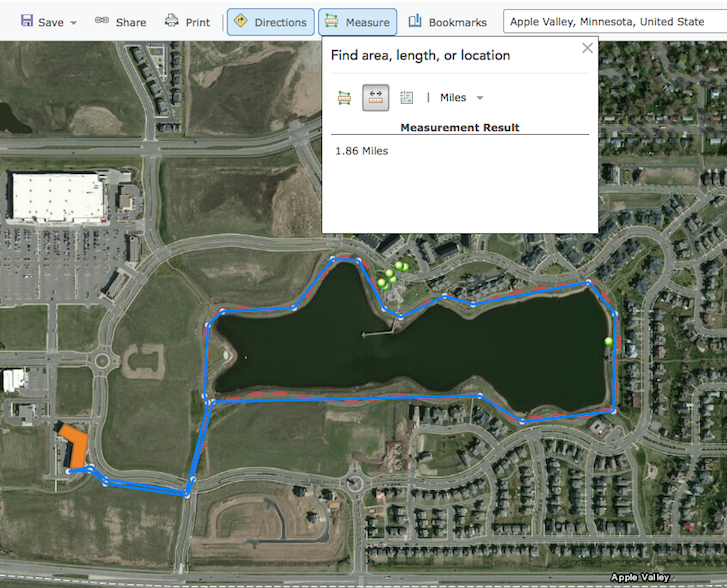 Save Share Print Directions Measure Bookmarks Apple Valley, Minnesota, United State
Find area, length, or location
| Miles
Measurement Result
1.86 Miles
Apple Valley